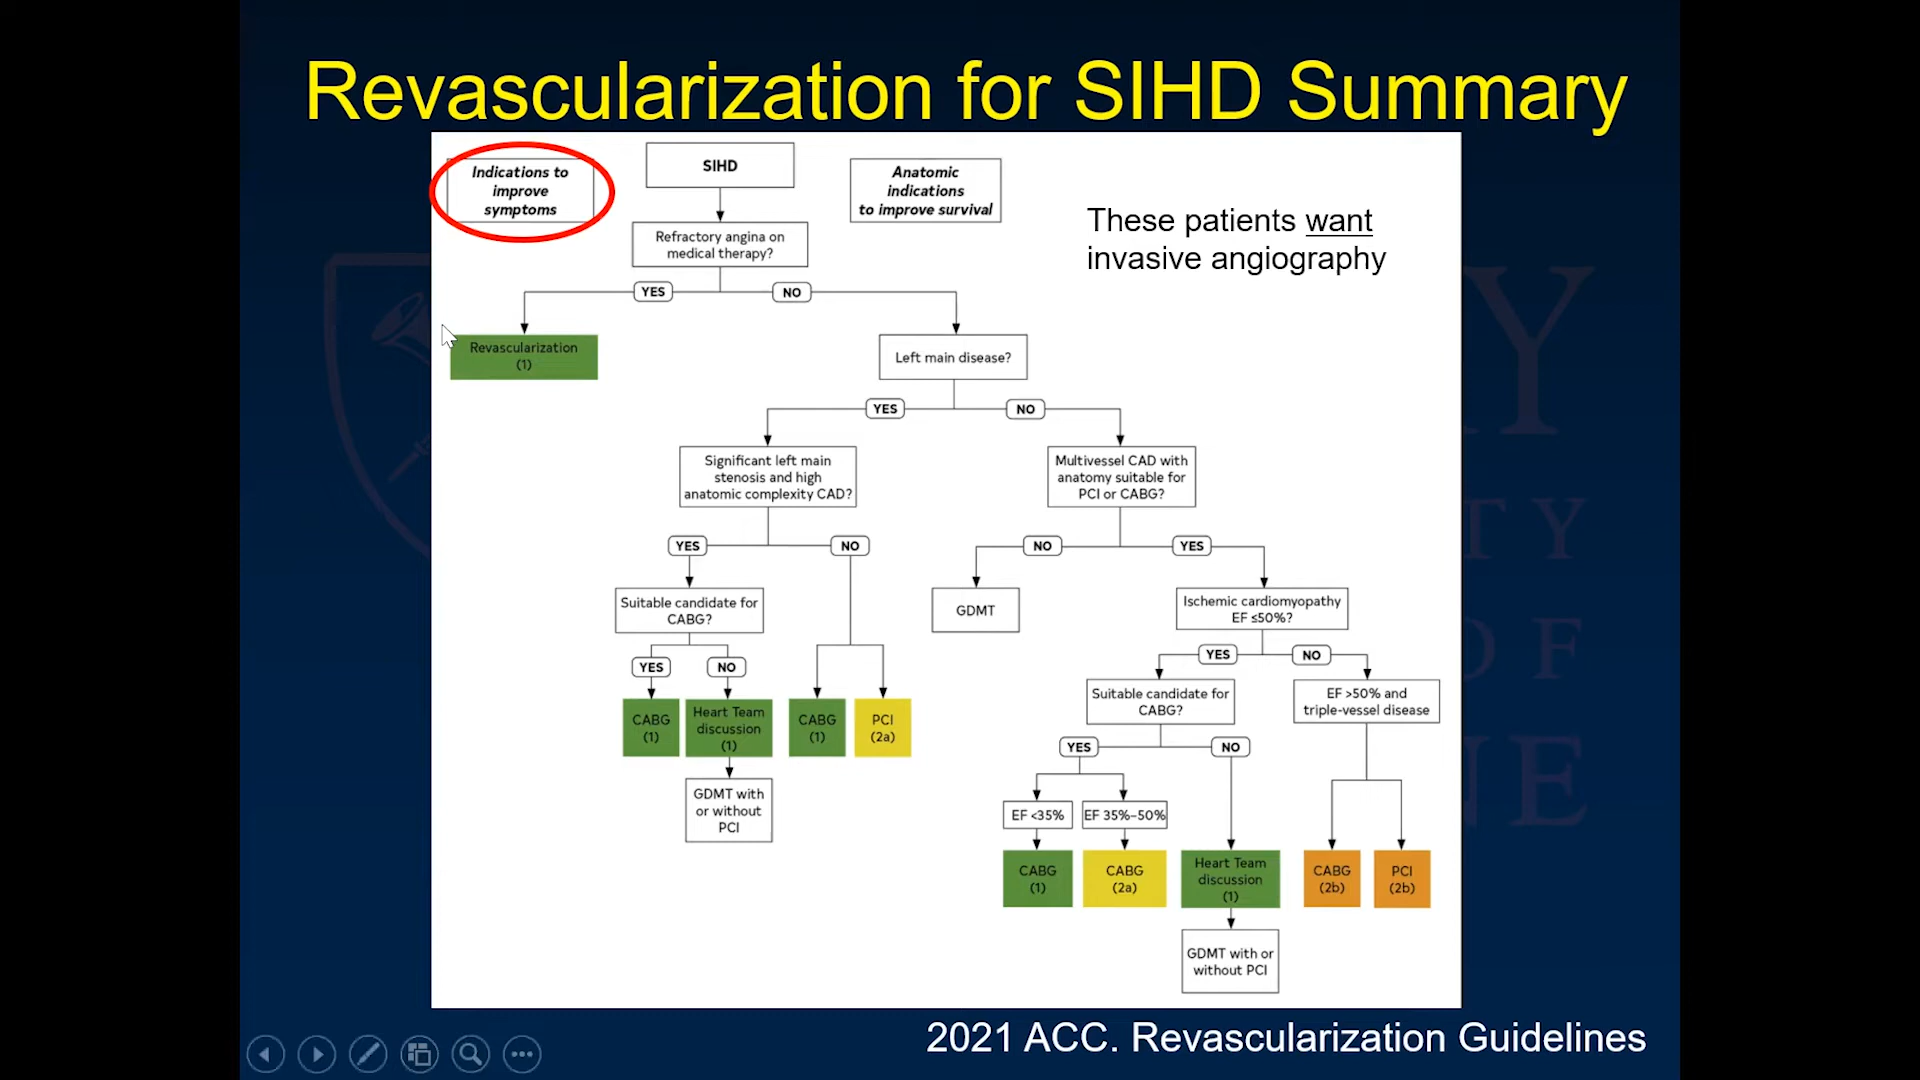 Revascularization for SIHD Summary
Indications to
improve
symptoms
SIHD
Anatomic
indications
to improve survival
These patients want
invasive angiography
Refractory angina on
medical therapy?
YES
NO
Revascularization
(1)
Left main disease?
YES
NO
Significant left main
stenosis and high
anatomic complexity CAD?
Multivessel CAD with
anatomy suitable for
PCI or CABG?
YES
NO
NO
YES
Suitable candidate for
CABG?
GDMT
Ischemic cardiomyopathy
EF ≤50%?
YES
NO
YES
NO
CABG
(1)
Heart Team
discussion
(1)
CABG
(1)
PCI
(2a)
Suitable candidate for
CABG?
EF >50% and
triple-vessel disease
GDMT with
or without
PCI
YES
NO
EF <35%
EF 35%–50%
CABG
(1)
CABG
(2a)
Heart Team
discussion
(1)
CABG
(2b)
PCI
(2b)
GDMT with or
without PCI
2021 ACC. Revascularization Guidelines